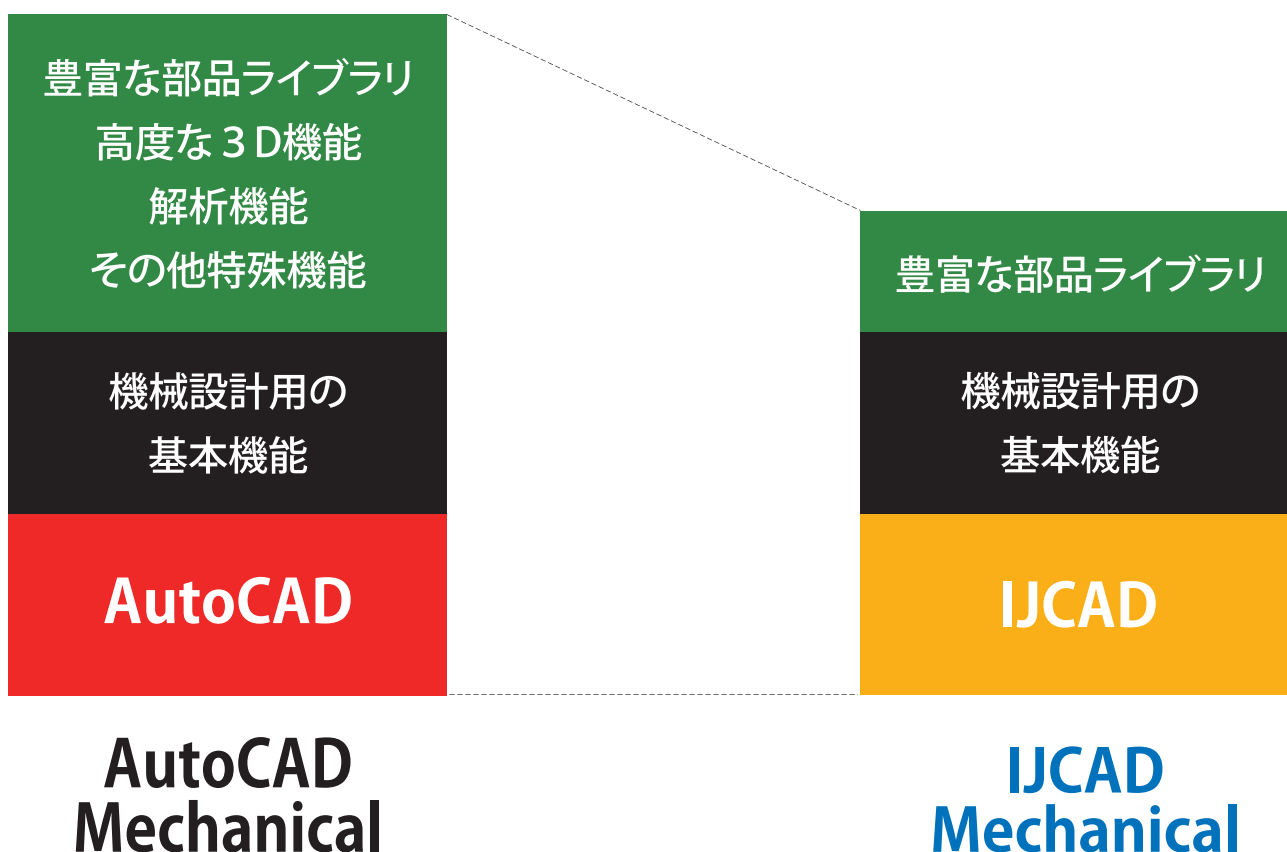 豊富な部品ライブラリ
高度な３D機能
解析機能
その他特殊機能
機械設計用の
基本機能
AutoCAD
AutoCAD
Mechanical
豊富な部品ライブラリ
機械設計用の
基本機能
IJCAD
IJCAD
Mechanical